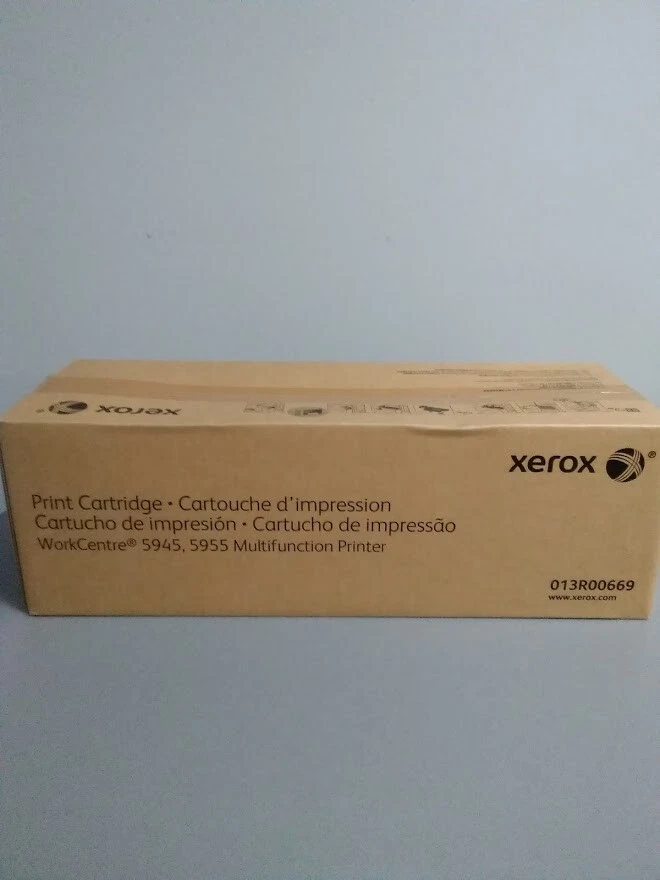 xerox
xerox ®
Print Cartridge • Cartouche d'impression
Cartucho de impresión • Cartucho de impressão
WorkCentre® 5945, 5955 Multifunction Printer
013R00669
www.xerox.com